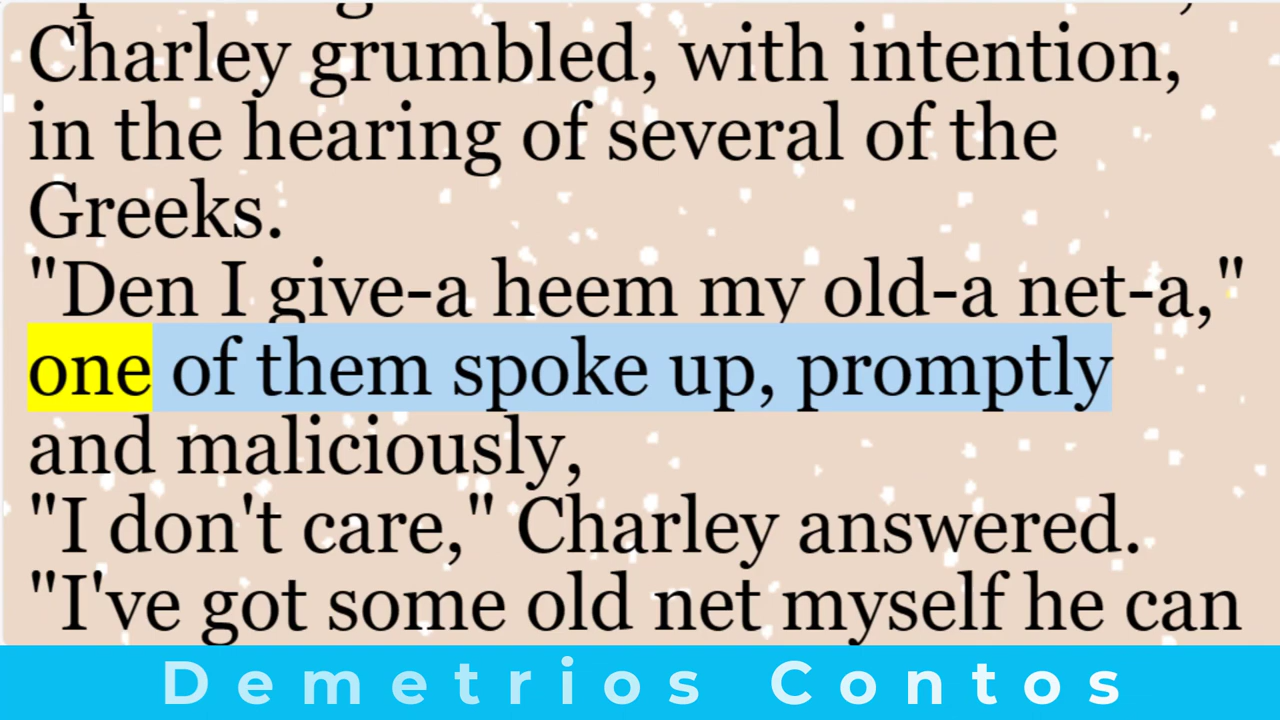 Charley grumbled, with intention,
in the hearing of several of the
Greeks.
"Den I give-a heem my old-a net-a,"
one of them spoke up, promptly
and maliciously,
"I don't care," Charley answered.
"I've got some old net myself he can
Demetrios Contos